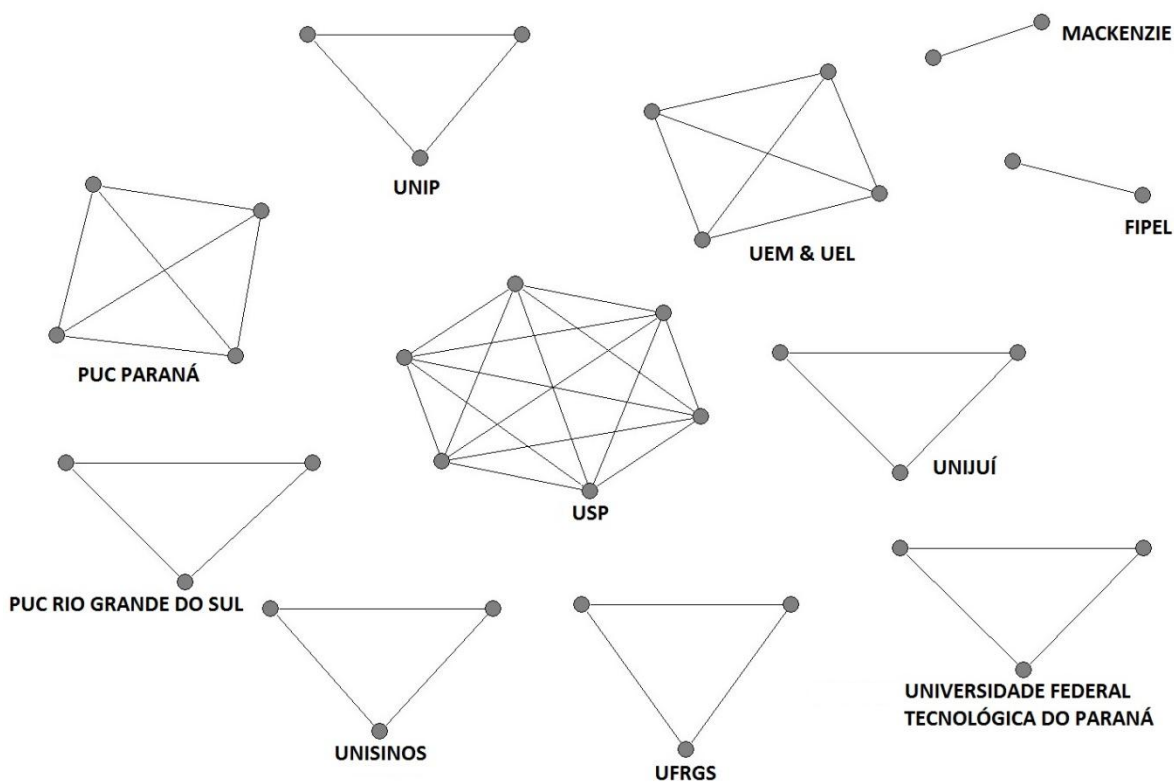 MACKENZIE
UNIP
FIPEL
UEM & UEL
PUC PARANÁ
UNIJUÍ
USP
PUC RIO GRANDE DO SUL
UNIVERSIDADE FEDERAL
TECNOLÓGICA DO PARANÁ
UNISINOS
UFRGS